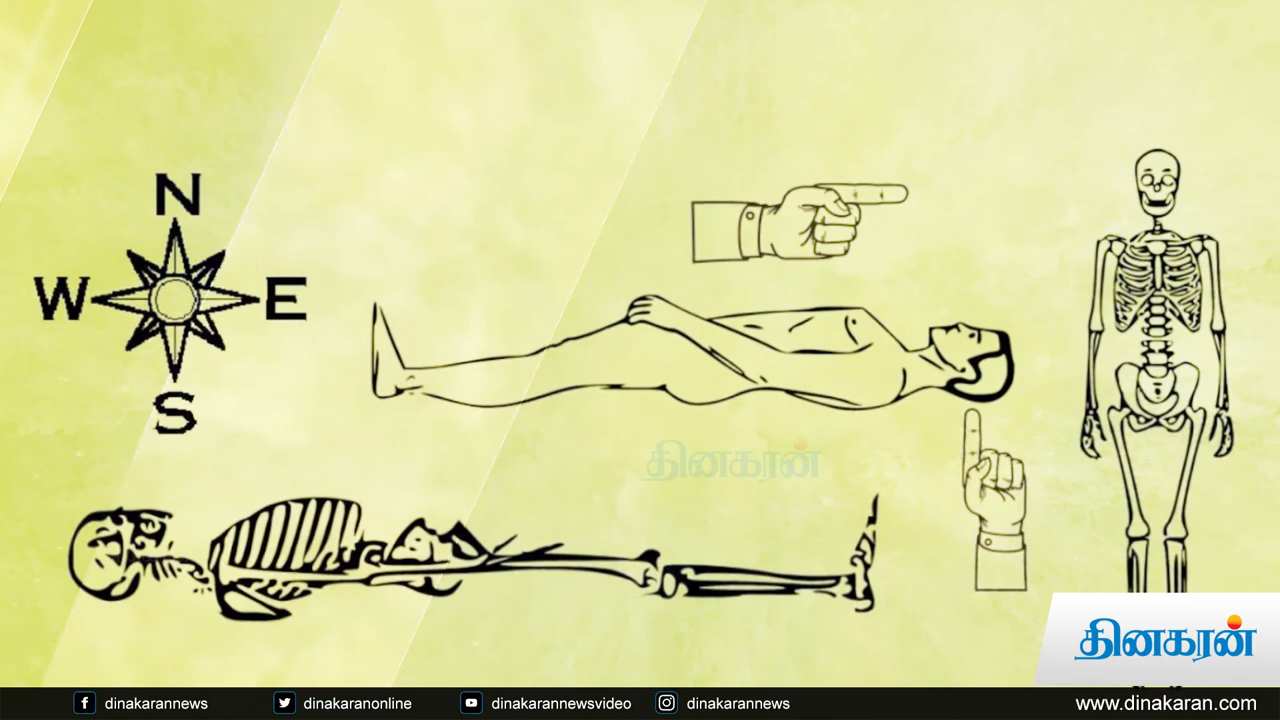 N
W E
S
தினகரன்
தினகரன்
dinakarannews dinakaranonline dinakarannewsvideo dinakarannews www.dinakaran.com